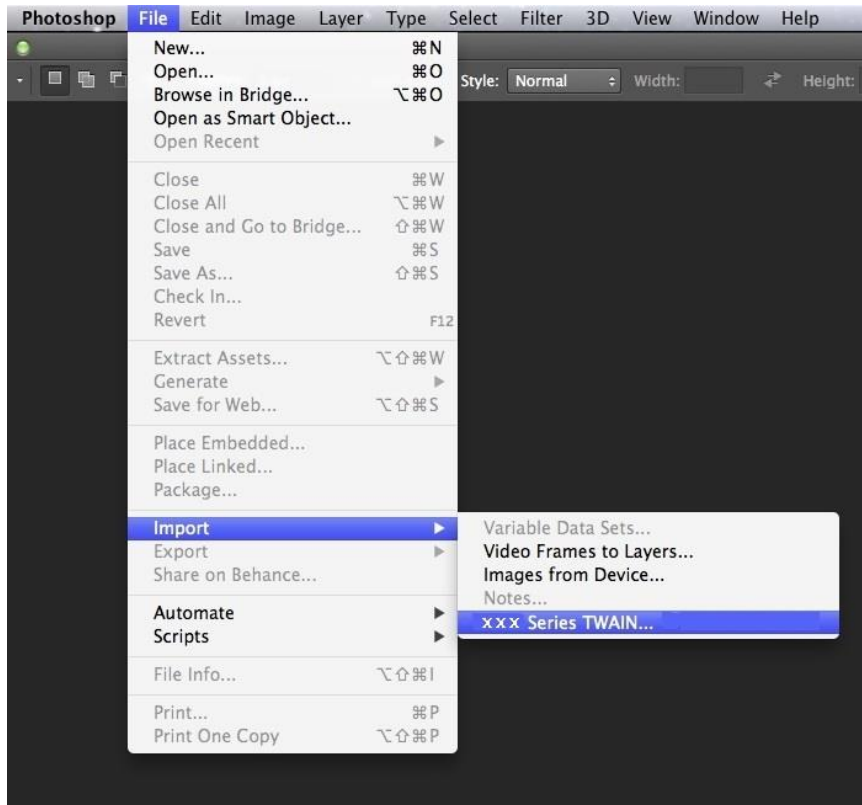 Photoshop File Edit Image Layer Type Select Filter 3D View Window Help
Style: Normal Width: Height:
New... ⌘N
Open... ⌘O
Browse in Bridge... ⌥⌘O
Open as Smart Object...
Open Recent
Close ⌘W
Close All ⌥⌘W
Close and Go to Bridge... ⇧⌘W
Save ⌘S
Save As... ⇧⌘S
Check In...
Revert F12
Extract Assets... ⌥⇧⌘W
Generate
Save for Web... ⌥⇧⌘S
Place Embedded...
Place Linked...
Package...
Import
Export
Share on Behance...
Automate
Scripts
File Info... ⌥⇧⌘I
Print... ⌘P
Print One Copy ⌥⇧⌘P
Variable Data Sets...
Video Frames to Layers...
Images from Device...
Notes...
xxx Series TWAIN...